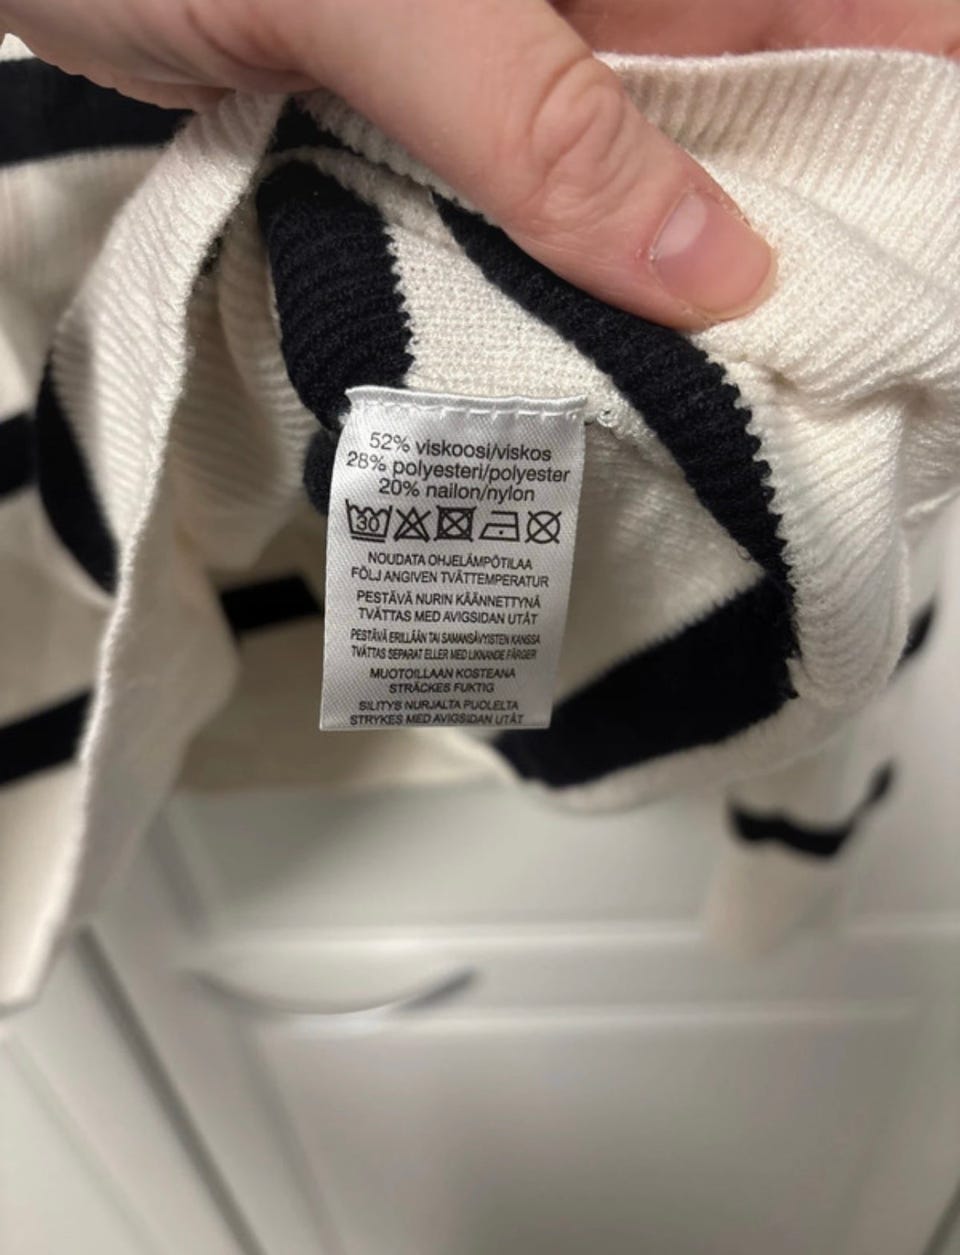 52% viskoosi/viskos
28% polyesteri/polyester
20% nailon/nylon
30
NOUDATA OHJELÄMPÖTILAA
FÖLJ ANGIVEN TVÄTTEMPERATUR
PESTÄVÄ NURIN KÄÄNNETTYNÄ
TVÄTTAS MED AVIGSIDAN UTÅT
PESTÄVÄ ERILLÄÄN TAI SAMANSÄVYISTEN KANSSA
TVÄTTAS SEPARAT ELLER MED LIKNANDE FÄRGER
MUOTOILLAAN KOSTEANA
STRÄCKES FUKTIG
SILITYS NURJALTA PUOLELTA
STRYKES MED AVIGSIDAN UTÅT